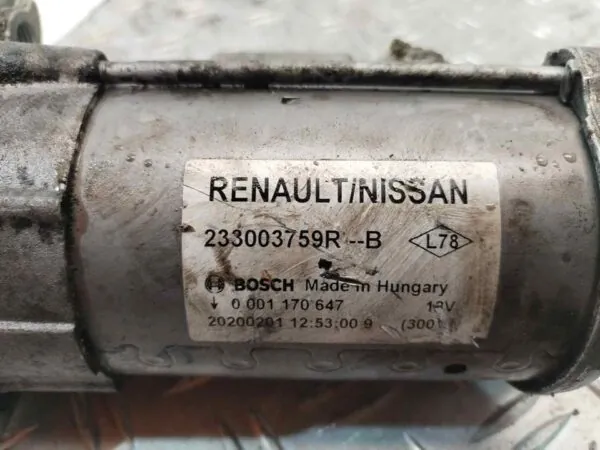 RENAULT/NISSAN
233003759R --B L78
BOSCH Made in Hungary
0 001 170 647
20200201 12:53:00 9